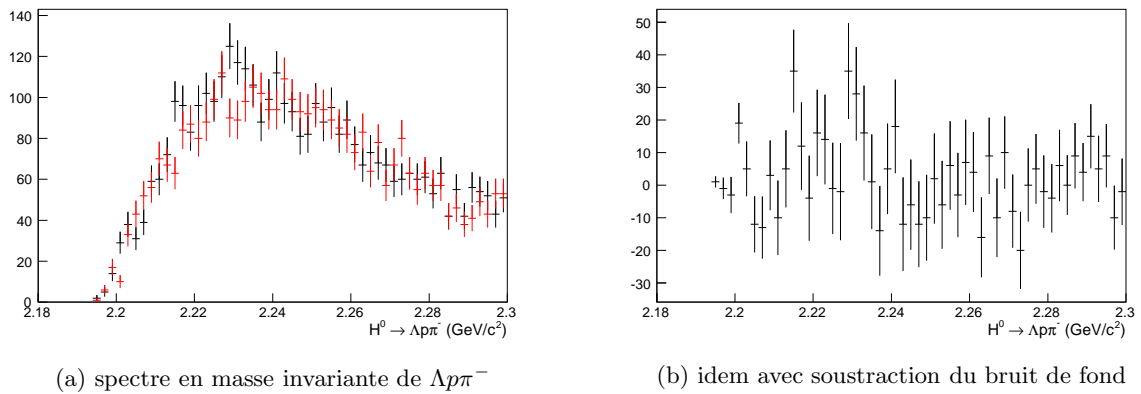 140
120
100
80
60
40
20
0
2.18 2.2 2.22 2.24 2.26 2.28 2.3
H⁰ → Λpπ⁻ (GeV/c²)
(a) spectre en masse invariante de Λpπ⁻
50
40
30
20
10
0
-10
-20
-30
2.18 2.2 2.22 2.24 2.26 2.28 2.3
H⁰ → Λpπ⁻ (GeV/c²)
(b) idem avec soustraction du bruit de fond